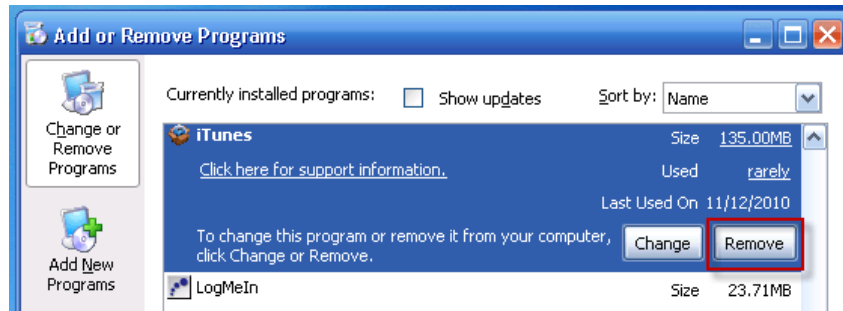 Add or Remove Programs
Change or
Remove
Programs
Add New
Programs
Currently installed programs: Show updates Sort by: Name
iTunes Size 135.00MB
Click here for support information. Used rarely
Last Used On 11/12/2010
To change this program or remove it from your computer,
click Change or Remove. Change Remove
LogMeIn Size 23.71MB